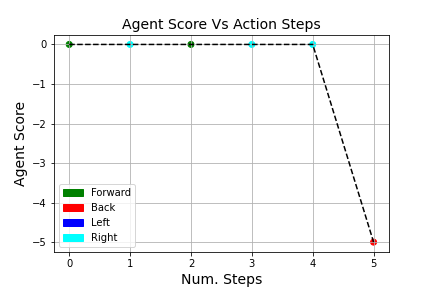 Agent Score Vs Action Steps
Agent Score
0
−1
−2
−3
−4
−5
Forward
Back
Left
Right
0 1 2 3 4 5
Num. Steps